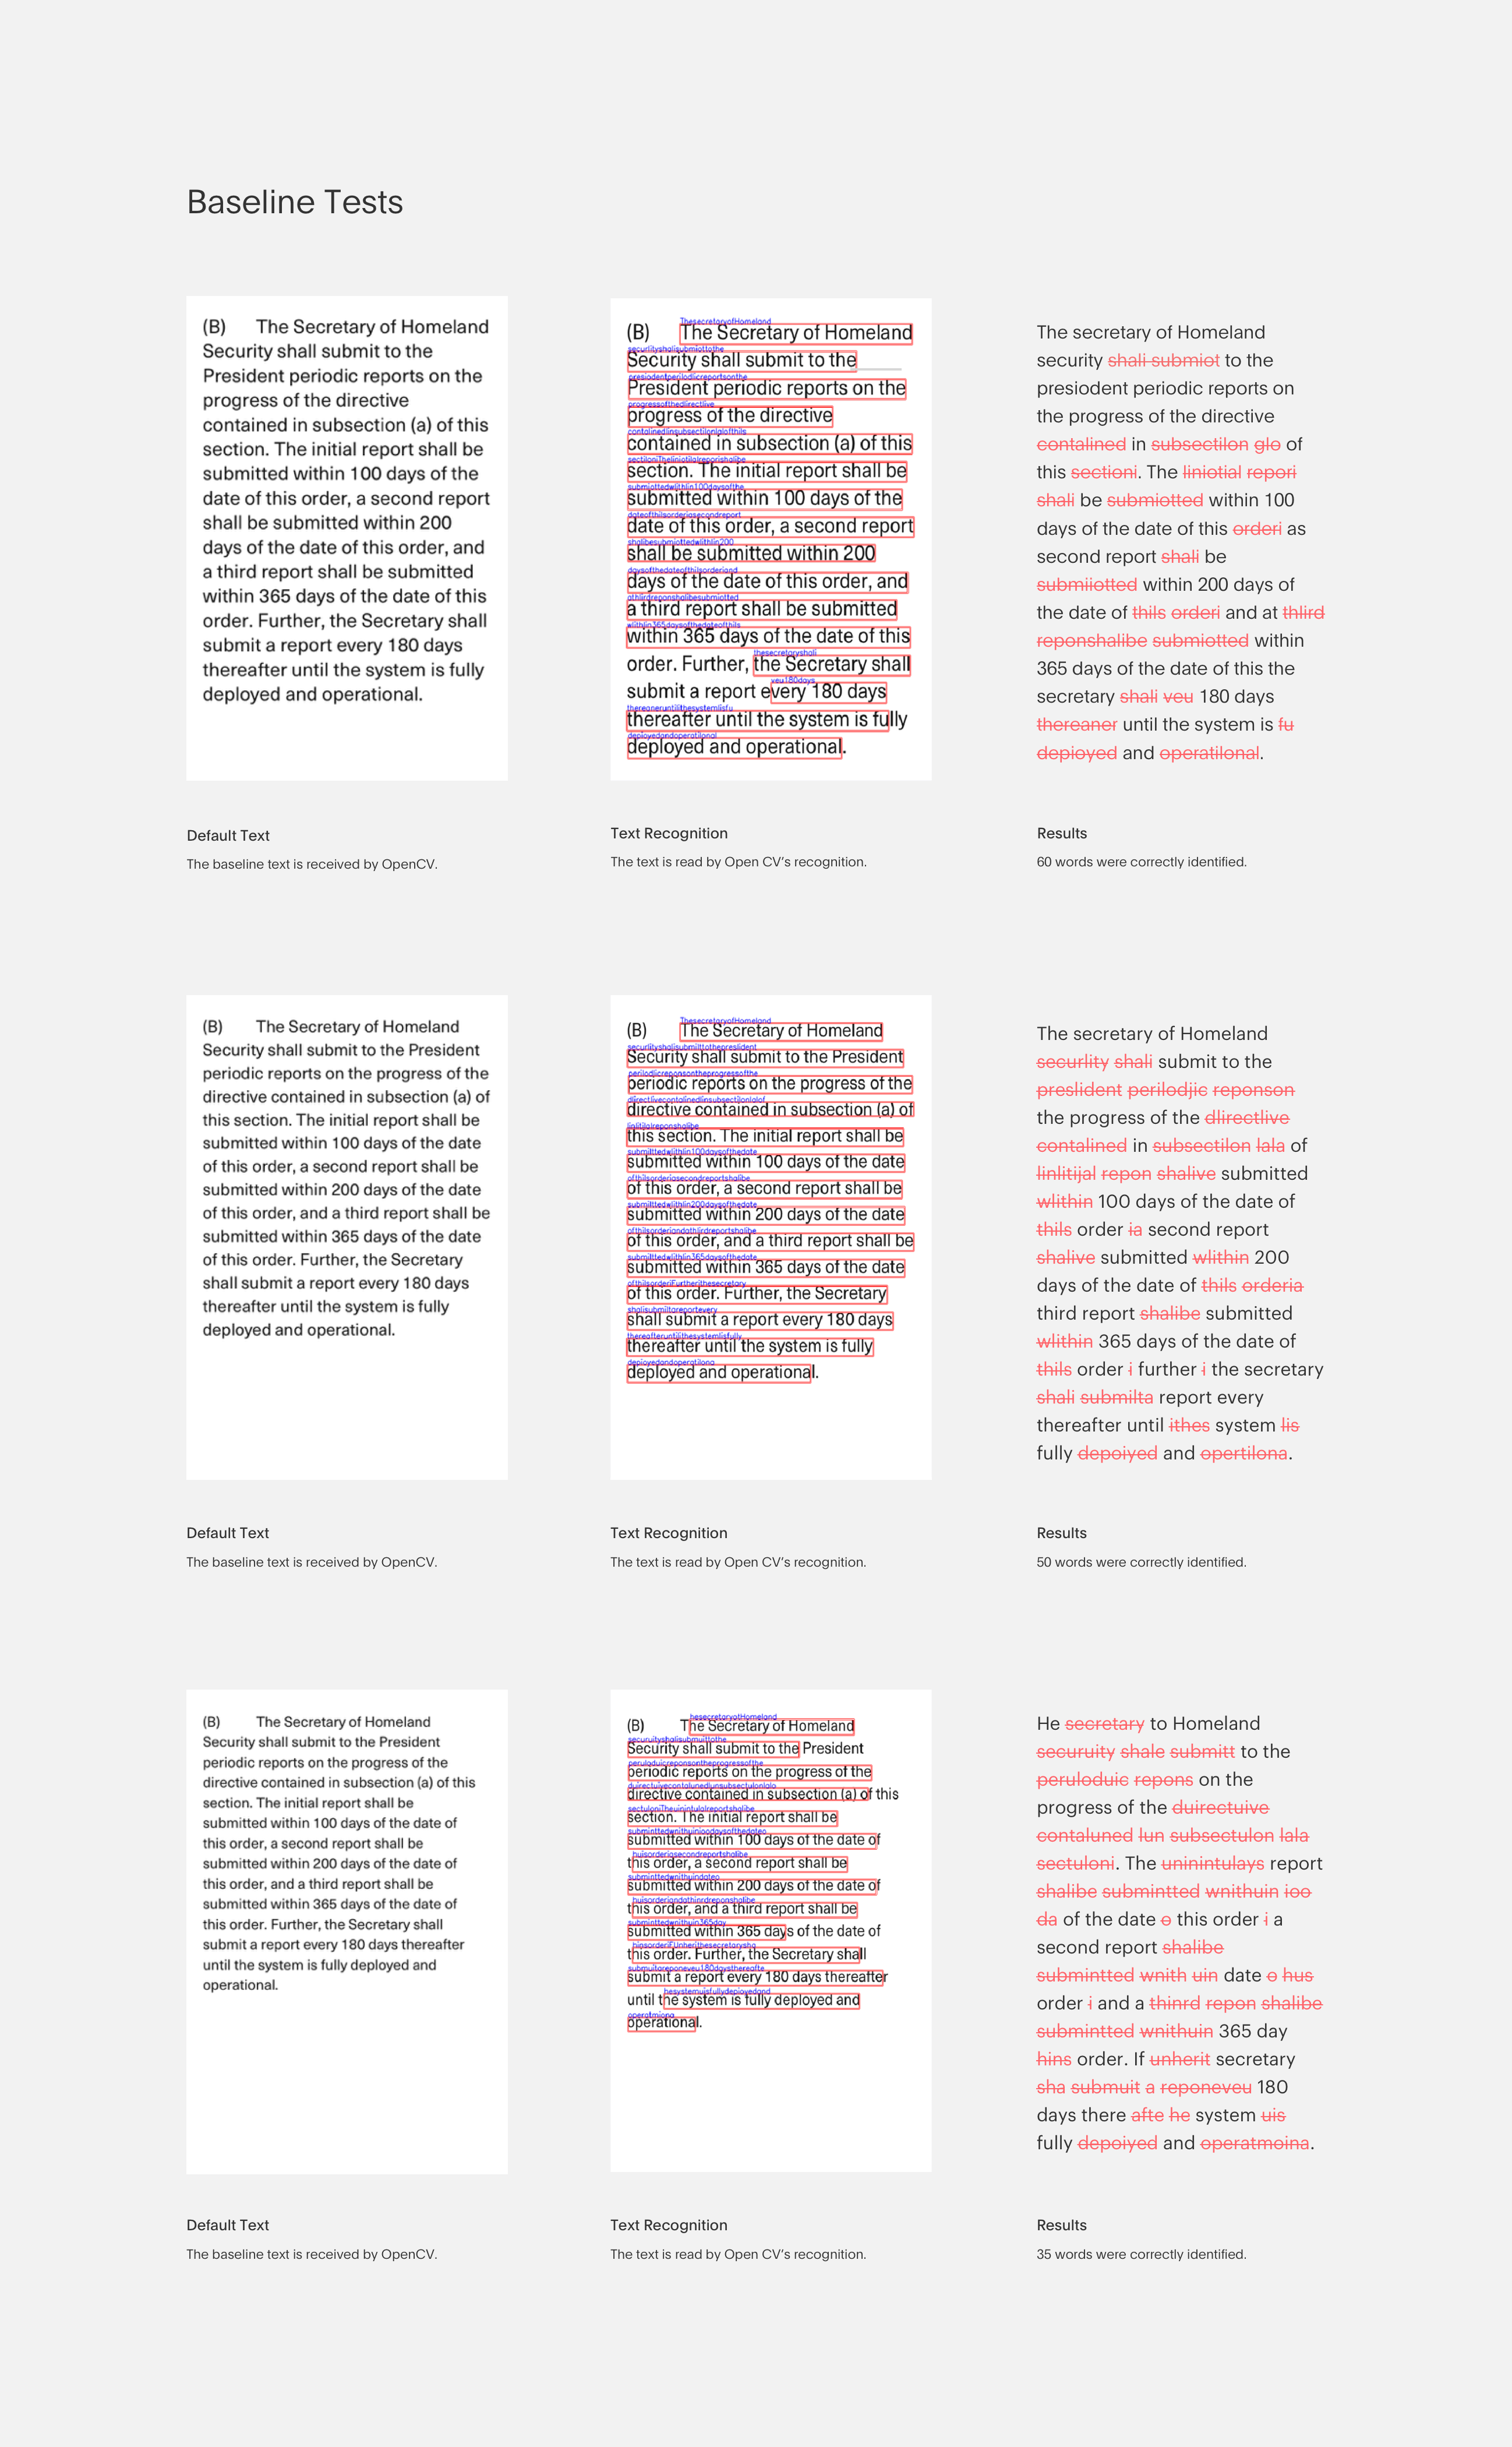 Baseline Tests
(B) The Secretary of Homeland
Security shall submit to the
President periodic reports on the
progress of the directive
contained in subsection (a) of this
section. The initial report shall be
submitted within 100 days of the
date of this order, a second report
shall be submitted within 200
days of the date of this order, and
a third report shall be submitted
within 365 days of the date of this
order. Further, the Secretary shall
submit a report every 180 days
thereafter until the system is fully
deployed and operational.
Default Text
The baseline text is received by OpenCV.
(B) The Secretary of Homeland
Security shall submit to the
President periodic reports on the
progress of the directive
contained in subsection (a) of this
section. The initial report shall be
submitted within 100 days of the
date of this order, a second report
shall be submitted within 200
days of the date of this order, and
a third report shall be submitted
within 365 days of the date of this
order. Further, the Secretary shall
submit a report every 180 days
thereafter until the system is fully
deployed and operational.
Text Recognition
The text is read by Open CV's recognition.
The secretary of Homeland
security shali submiot to the
presiodent periodic reports on
the progress of the directive
contalined in subsectilon glo of
this sectioni. The liniotial repori
shali be submiotted within 100
days of the date of this orderi as
second report shali be
submiiotted within 200 days of
the date of thils orderi and at thlird
reponshalibe submiotted within
365 days of the date of this the
secretary shali veu 180 days
thereaner until the system is fu
depioyed and operatilonal.
Results
60 words were correctly identified.
(B) The Secretary of Homeland
Security shall submit to the President
periodic reports on the progress of the
directive contained in subsection (a) of
this section. The initial report shall be
submitted within 100 days of the date
of this order, a second report shall be
submitted within 200 days of the date
of this order, and a third report shall be
submitted within 365 days of the date
of this order. Further, the Secretary
shall submit a report every 180 days
thereafter until the system is fully
deployed and operational.
Default Text
The baseline text is received by OpenCV.
(B) The Secretary of Homeland
Security shall submit to the President
periodic reports on the progress of the
directive contained in subsection (a) of
this section. The initial report shall be
submitted within 100 days of the date
of this order, a second report shall be
submitted within 200 days of the date
of this order, and a third report shall be
submitted within 365 days of the date
of this order. Further, the Secretary
shall submit a report every 180 days
thereafter until the system is fully
deployed and operational.
Text Recognition
The text is read by Open CV's recognition.
The secretary of Homeland
securlity shali submit to the
preslident perilodjic reponson
the progress of the dlirectlive
contalined in subsectilon lala of
linlitijal repon shalive submitted
wlithin 100 days of the date of
thils order ia second report
shalive submitted wlithin 200
days of the date of thils orderia
third report shalibe submitted
wlithin 365 days of the date of
thils order i further i the secretary
shali submilta report every
thereafter until ithes system lis
fully depoiyed and opertilona.
Results
50 words were correctly identified.
(B) The Secretary of Homeland
Security shall submit to the President
periodic reports on the progress of the
directive contained in subsection (a) of this
section. The initial report shall be
submitted within 100 days of the date of
this order, a second report shall be
submitted within 200 days of the date of
this order, and a third report shall be
submitted within 365 days of the date of
this order. Further, the Secretary shall
submit a report every 180 days thereafter
until the system is fully deployed and
operational.
Default Text
The baseline text is received by OpenCV.
(B) The Secretary of Homeland
Security shall submit to the President
periodic reports on the progress of the
directive contained in subsection (a) of this
section. The initial report shall be
submitted within 100 days of the date of
this order, a second report shall be
submitted within 200 days of the date of
this order, and a third report shall be
submitted within 365 days of the date of
this order. Further, the Secretary shall
submit a report every 180 days thereafter
until the system is fully deployed and
operational.
Text Recognition
The text is read by Open CV's recognition.
He secretary to Homeland
securuity shale submitt to the
peruloduic repons on the
progress of the duirectuive
contaluned lun subsectulon lala
sectuloni. The uninintulays report
shalibe submintted wnithuin ioo
da of the date o this order i a
second report shalibe
submintted wnith uin date o hus
order i and a thinrd repon shalibe
submintted wnithuin 365 day
hins order. If unherit secretary
sha submuit a reponeveu 180
days there afte he system uis
fully depoiyed and operatmoina.
Results
35 words were correctly identified.